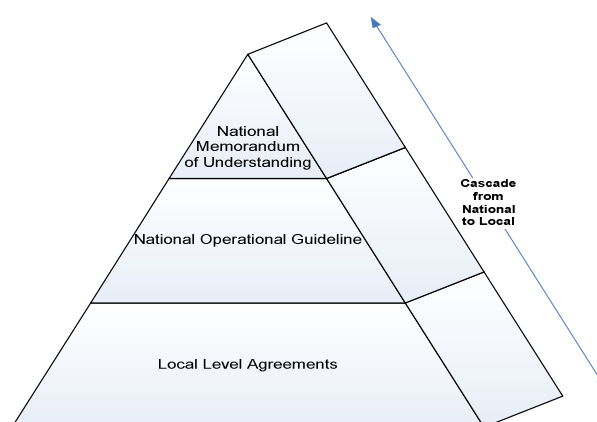 National
Memorandum
of Understanding
National Operational Guideline
Local Level Agreements
Cascade
from
National
to Local